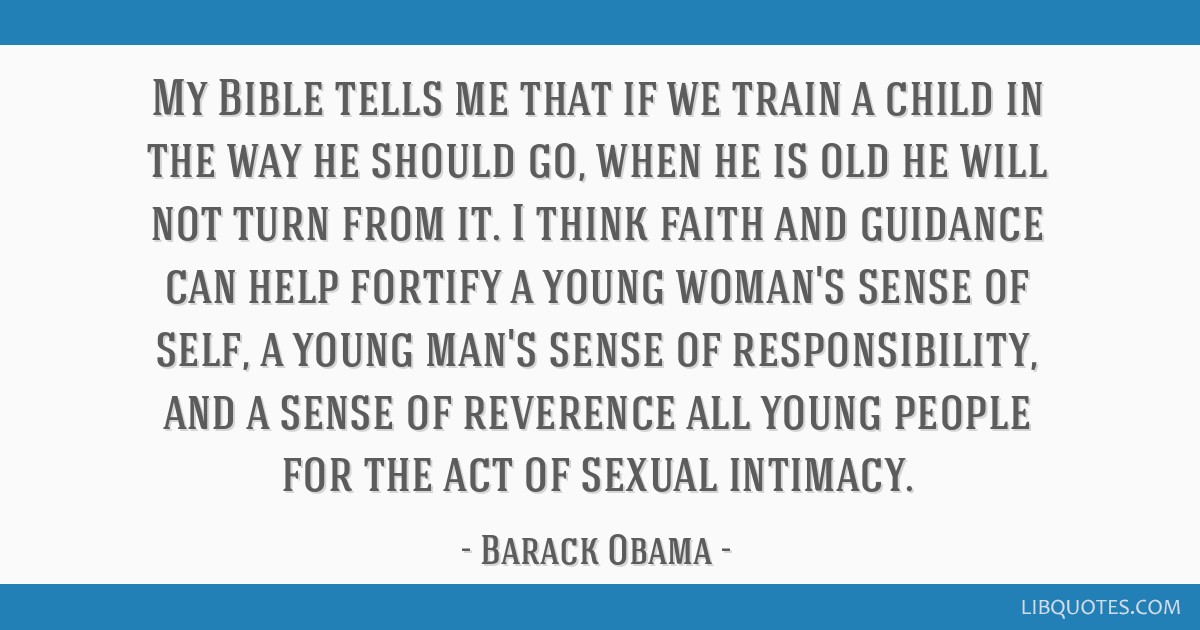 My Bible tells me that if we train a child in
the way he should go, when he is old he will
not turn from it. I think faith and guidance
can help fortify a young woman's sense of
self, a young man's sense of responsibility,
and a sense of reverence all young people
for the act of sexual intimacy.
- Barack Obama -
LIBQUOTES.COM